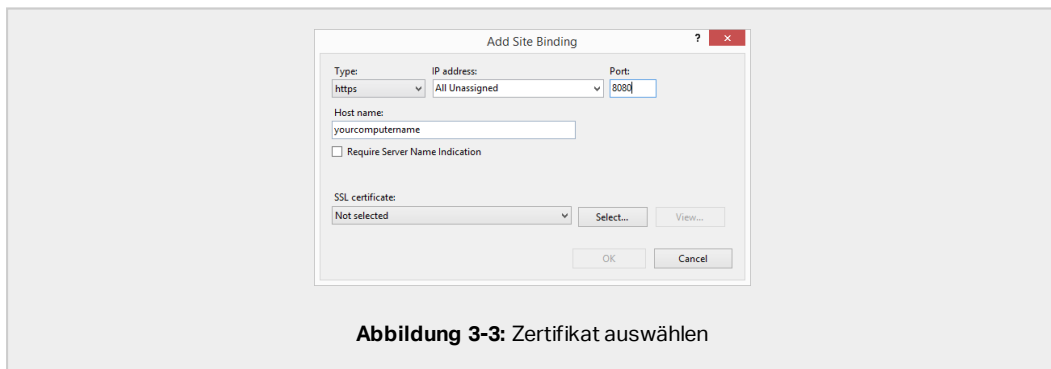 Add Site Binding ?
Type: IP address: Port:
https All Unassigned 8080
Host name:
yourcomputername
Require Server Name Indication
SSL certificate:
Not selected Select... View...
OK Cancel
Abbildung 3-3: Zertifikat auswählen